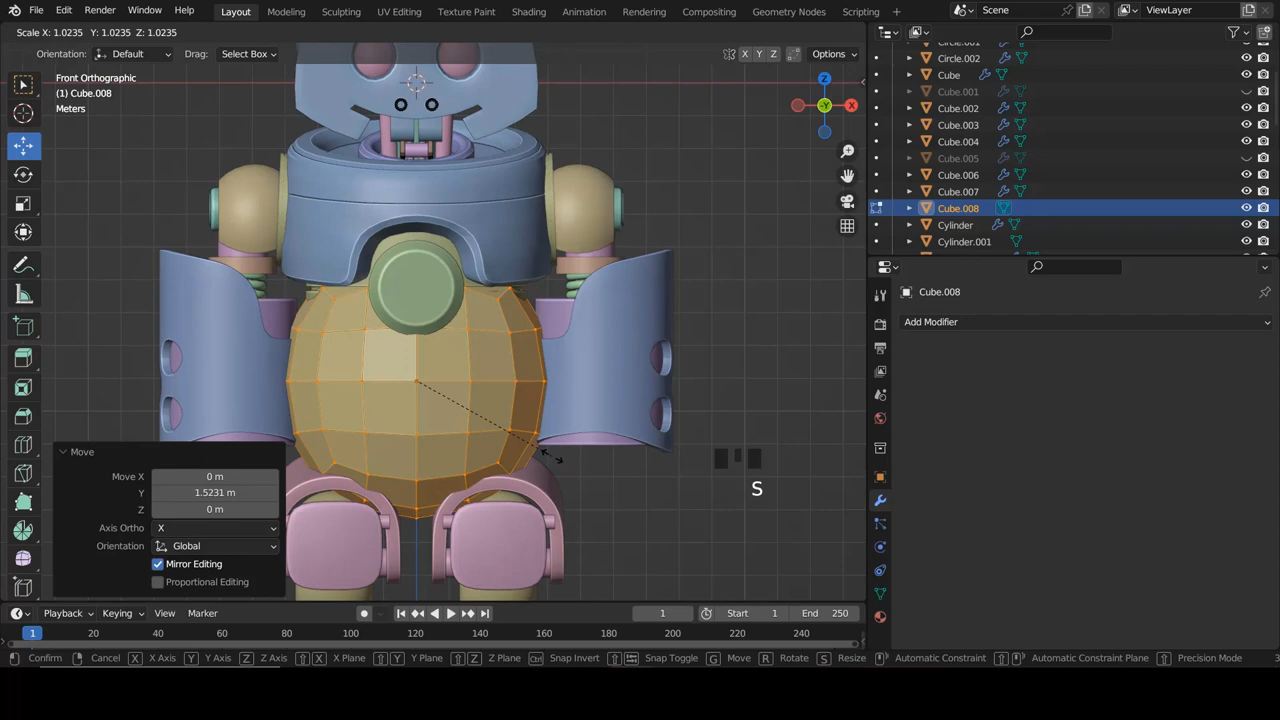 File Edit Render Window Help Layout Modeling Sculpting UV Editing Texture Paint Shading Animation Rendering Compositing Geometry Nodes Scripting Scene ViewLayer
Scale X: 1.0235 Y: 1.0235 Z: 1.0235
Orientation: Default Drag: Select Box X Y Z Options
Front Orthographic
(1) Cube.008
Meters
Z
-Y
X
Circle.001
Circle.002
Cube
Cube.001
Cube.002
Cube.003
Cube.004
Cube.005
Cube.006
Cube.007
Cube.008
Cylinder
Cylinder.001
Cube.008
Add Modifier
Move
Move X 0 m
Y 1.5231 m
Z 0 m
Axis Ortho X
Orientation Global
Mirror Editing
Proportional Editing
S
Playback Keying View Marker 1 Start 1 End 250
1 20 40 60 80 100 120 140 160 180 200 220 240
Confirm Cancel X X Axis Y Y Axis Z Z Axis X X Plane Y Y Plane Z Z Plane Ctrl Snap Invert Snap Toggle G Move R Rotate S Resize Automatic Constraint Automatic Constraint Plane Precision Mode 3